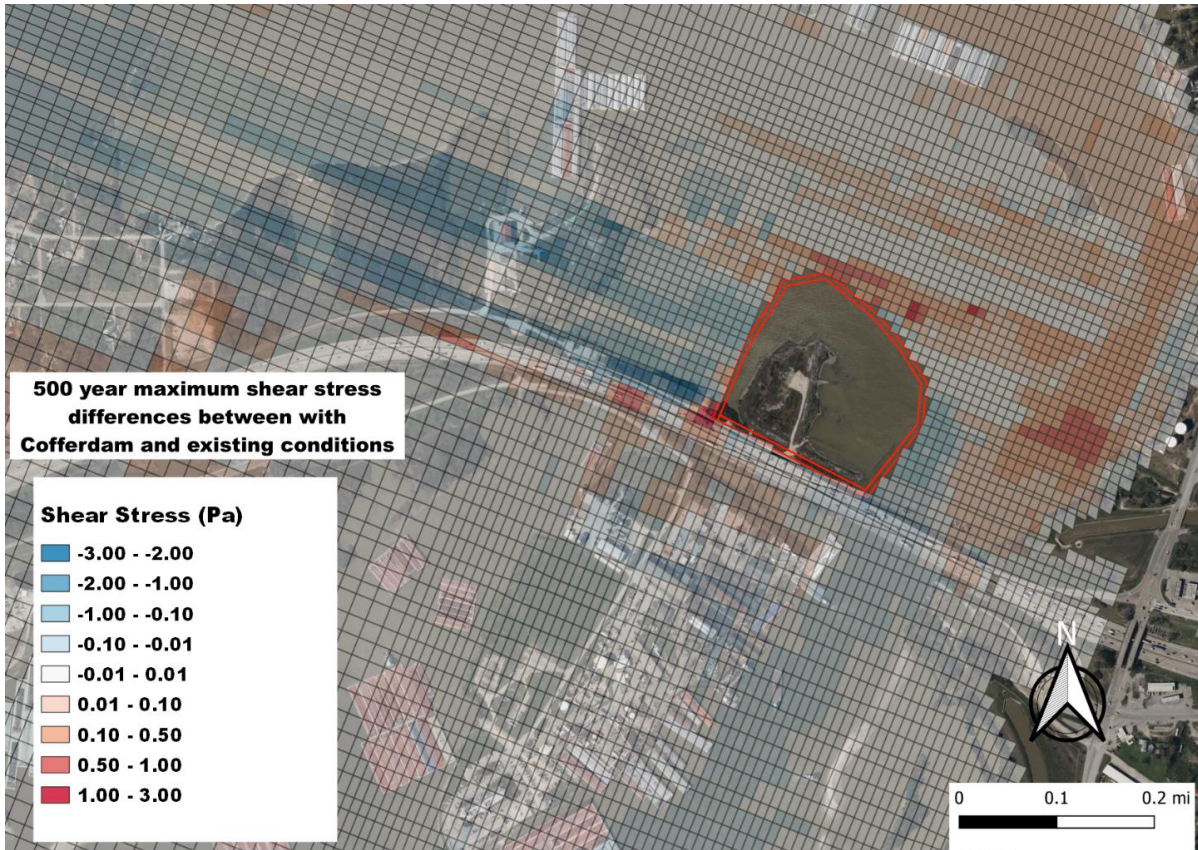 500 year maximum shear stress
differences between with
Cofferdam and existing conditions
Shear Stress (Pa)
-3.00 - -2.00
-2.00 - -1.00
-1.00 - -0.10
-0.10 - -0.01
-0.01 - 0.01
0.01 - 0.10
0.10 - 0.50
0.50 - 1.00
1.00 - 3.00
N
0 0.1 0.2 mi